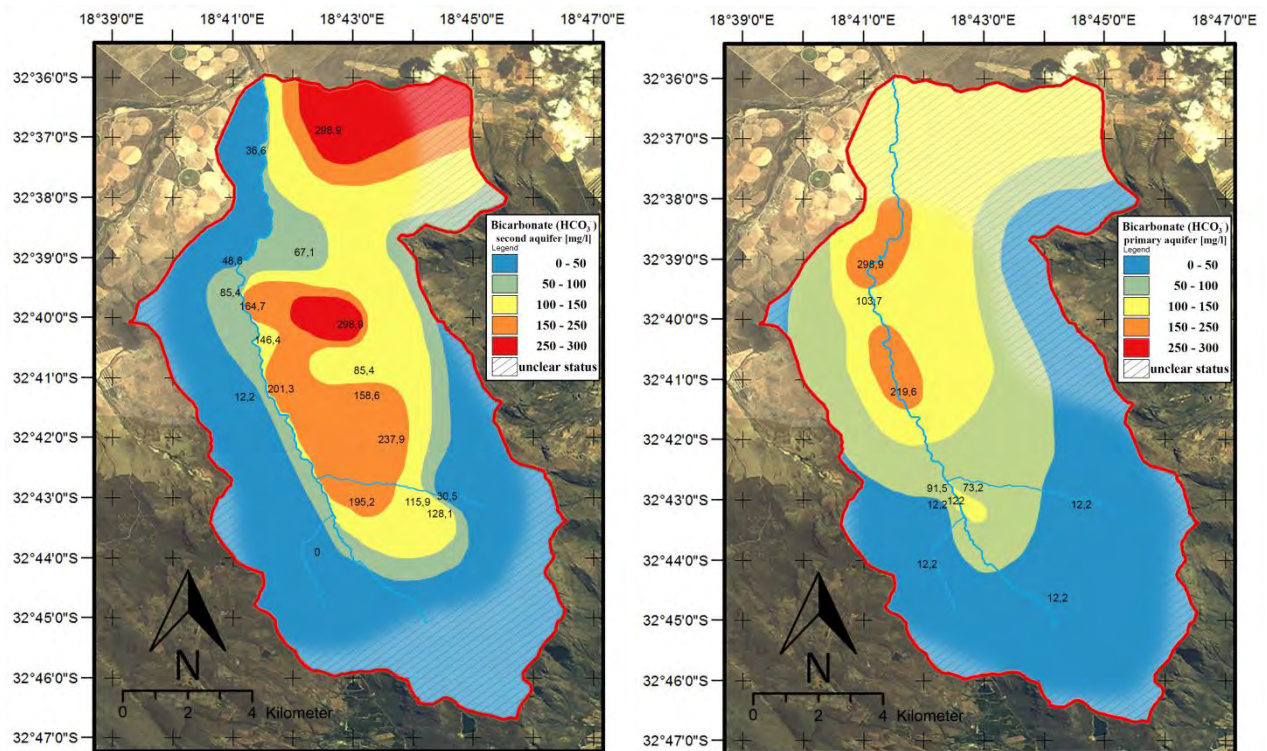 18°39'0"E 18°41'0"E 18°43'0"E 18°45'0"E 18°47'0"E
32°36'0"S
32°37'0"S
32°38'0"S
32°39'0"S
32°40'0"S
32°41'0"S
32°42'0"S
32°43'0"S
32°44'0"S
32°45'0"S
32°46'0"S
32°47'0"S
298,9
36,6
67,1
48,8
85,4
164,7
298,9
146,4
85,4
201,3
12,2
158,6
237,9
195,2
115,9
30,5
128,1
0
Bicarbonate (HCO₃⁻)
second aquifer [mg/l]
Legend
0 - 50
50 - 100
100 - 150
150 - 250
250 - 300
unclear status
N
0 2 4 Kilometer
18°39'0"E 18°41'0"E 18°43'0"E 18°45'0"E 18°47'0"E
32°36'0"S
32°37'0"S
32°38'0"S
32°39'0"S
32°40'0"S
32°41'0"S
32°42'0"S
32°43'0"S
32°44'0"S
32°45'0"S
32°46'0"S
32°47'0"S
298,9
103,7
219,6
91,5
73,2
12,2
122
12,2
12,2
12,2
Bicarbonate (HCO₃⁻)
primary aquifer [mg/l]
Legend
0 - 50
50 - 100
100 - 150
150 - 250
250 - 300
unclear status
N
0 2 4 Kilometer